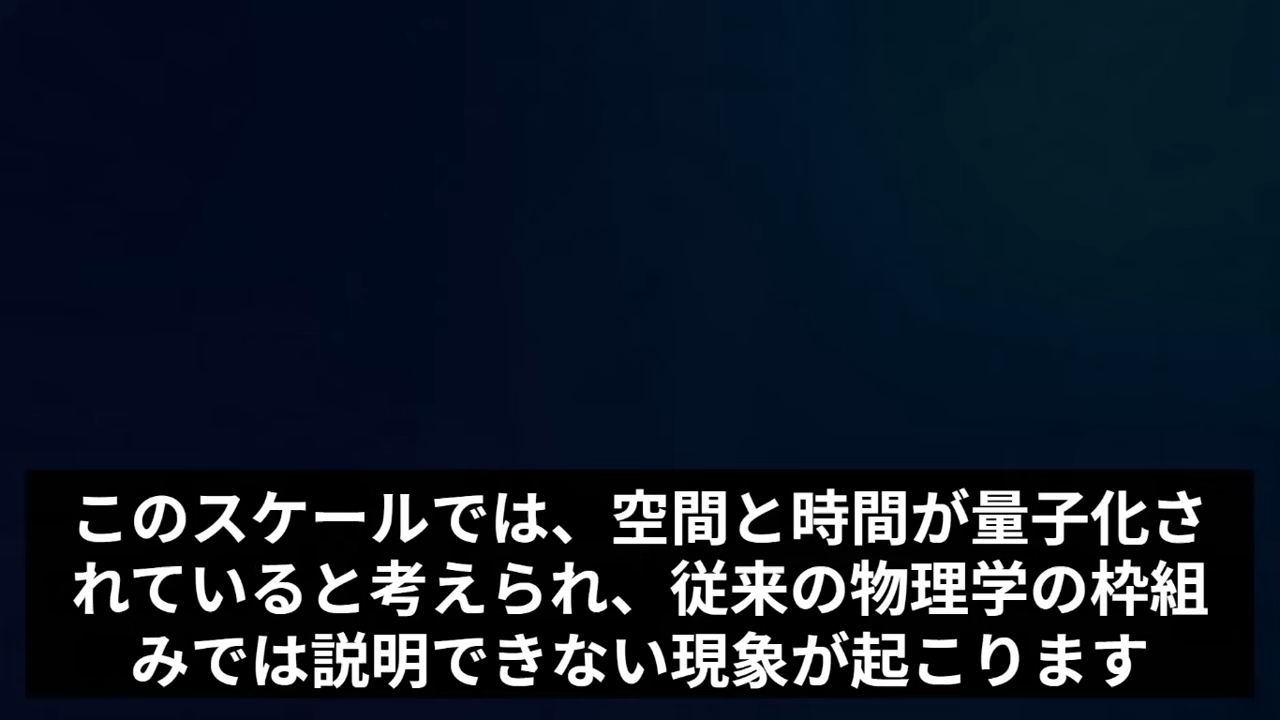 このスケールでは、空間と時間が量子化さ
れていると考えられ、従来の物理学の枠組
みでは説明できない現象が起こります